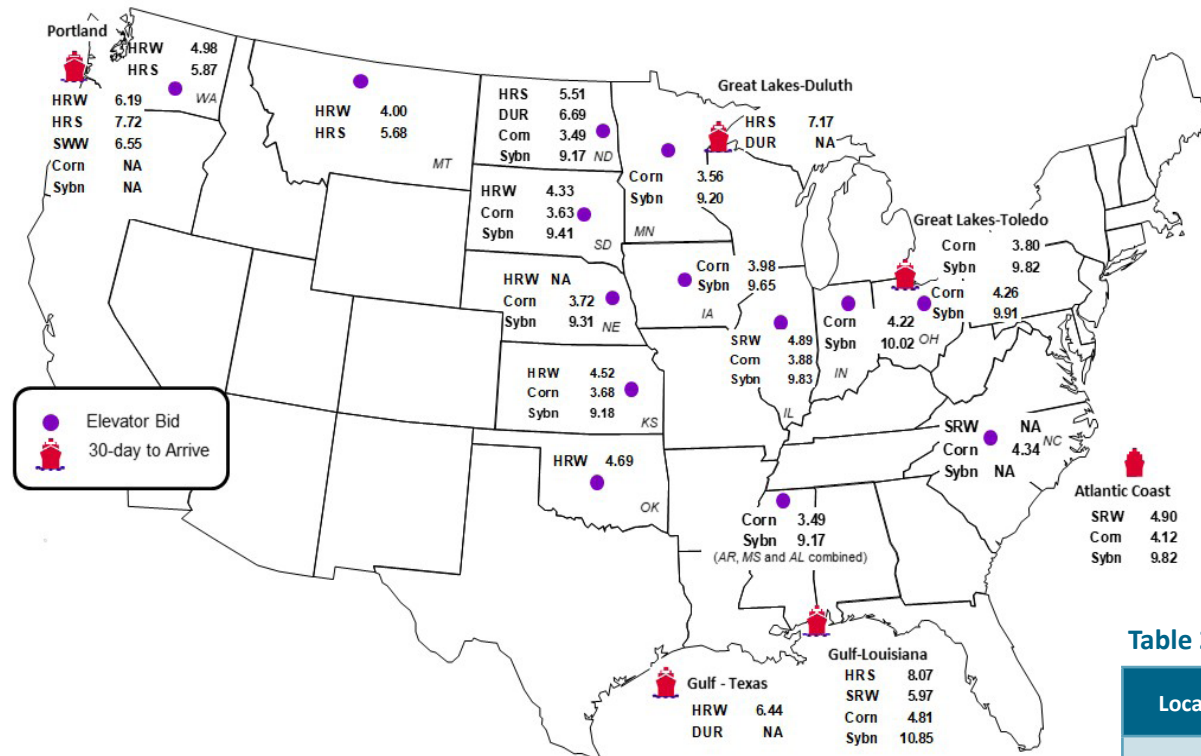 Portland
HRW 4.98
HRS 5.87
WA
HRW 6.19
HRS 7.72
SWW 6.55
Corn NA
Sybn NA
HRW 4.00
HRS 5.68
MT
HRS 5.51
DUR 6.69
Corn 3.49
Sybn 9.17 ND
HRW 4.33
Corn 3.63
Sybn 9.41
SD
HRW NA
Corn 3.72
Sybn 9.31 NE
HRW 4.52
Corn 3.68
Sybn 9.18
KS
HRW 4.69
OK
Great Lakes-Duluth
HRS 7.17
DUR NA
Corn 3.56
Sybn 9.20
MN
Corn 3.98
Sybn 9.65
IA
SRW 4.89
Corn 3.88
Sybn 9.83
IL
Great Lakes-Toledo
Corn 3.80
Sybn 9.82
Corn 4.26
Sybn 9.91
OH
Corn 4.22
Sybn 10.02
IN
SRW NA
Corn 4.34 NC
Sybn NA
Atlantic Coast
SRW 4.90
Corn 4.12
Sybn 9.82
Corn 3.49
Sybn 9.17
(AR, MS and AL combined)
Gulf-Louisiana
HRS 8.07
SRW 5.97
Corn 4.81
Sybn 10.85
Gulf - Texas
HRW 6.44
DUR NA
Elevator Bid
30-day to Arrive
Table
Loca